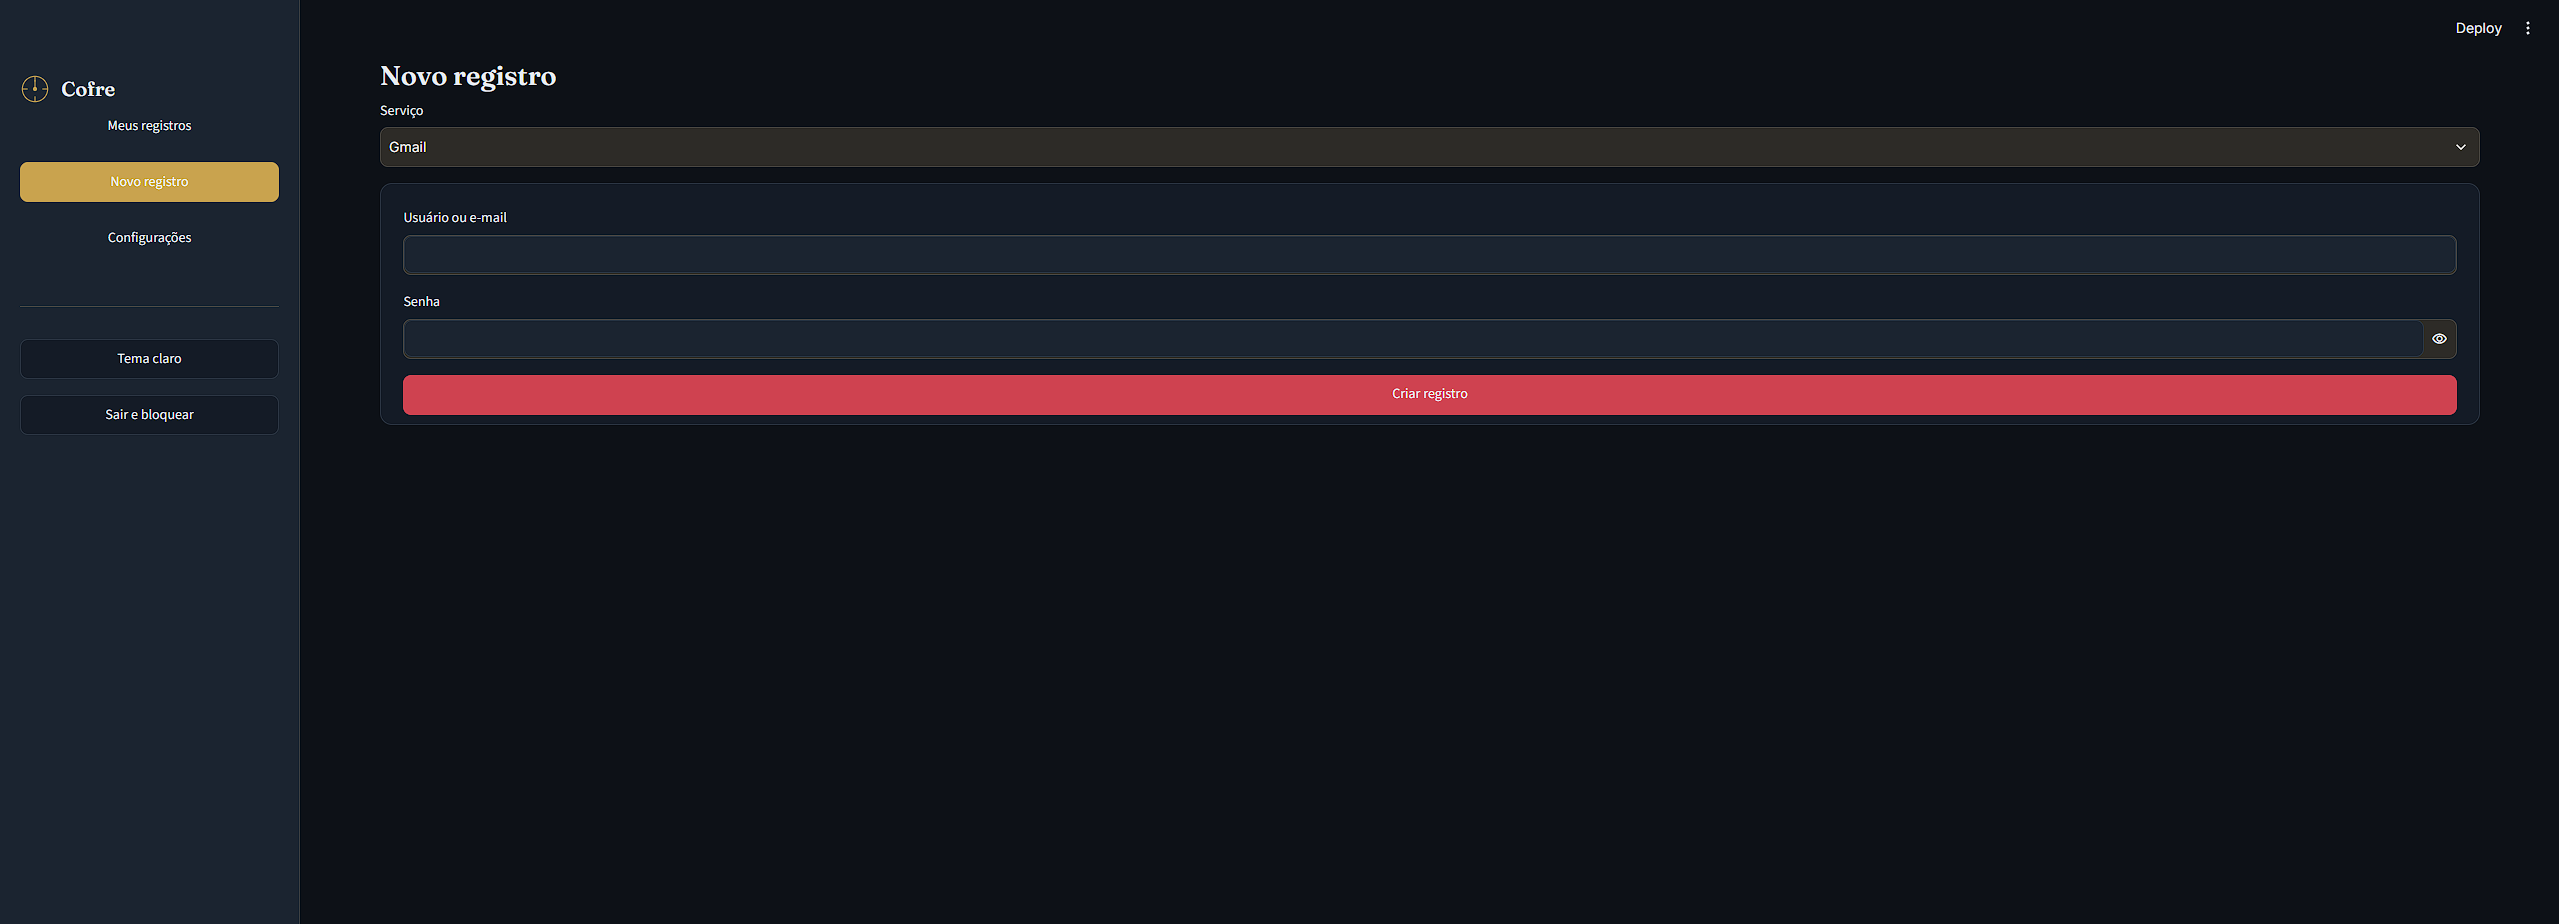 Deploy
Cofre
Meus registros
Novo registro
Configurações
Tema claro
Sair e bloquear
Novo registro
Serviço
Gmail
Usuário ou e-mail
Senha
Criar registro